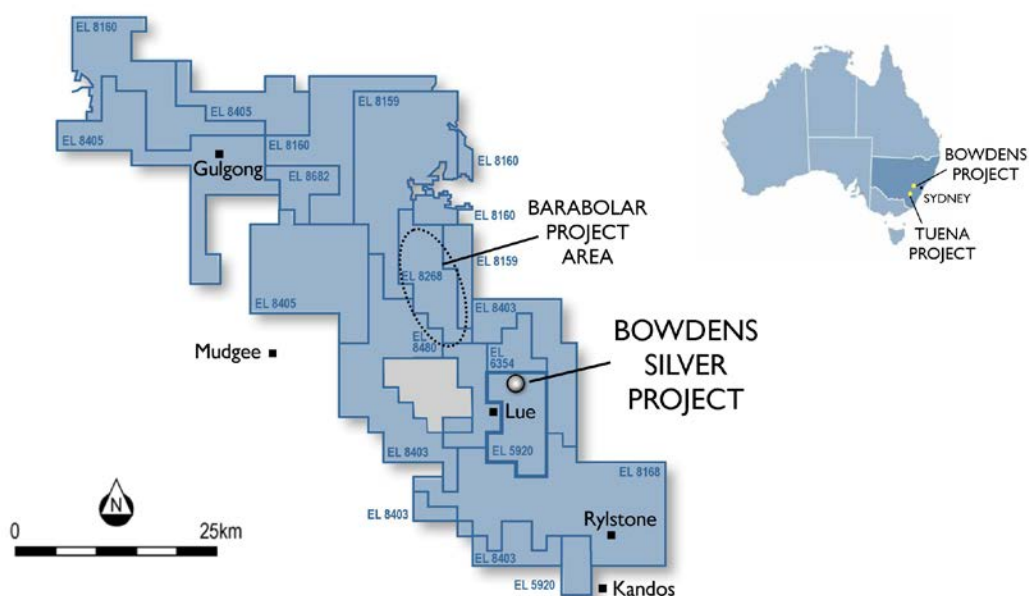 EL 8160
EL 8405
EL 8159
EL 8405
EL 8160
Gulgong
EL 8682
EL 8160
EL 8160
BARABOLAR
PROJECT
AREA
EL 8159
EL 8268
EL 8405
EL 8403
Mudgee
EL
8480
EL
6354
BOWDENS
SILVER
PROJECT
Lue
EL 5920
EL 8403
EL 8168
EL 8403
Rylstone
EL 8403
EL 5920
Kandos
N
0
25km
BOWDENS
PROJECT
SYDNEY
TUENA
PROJECT